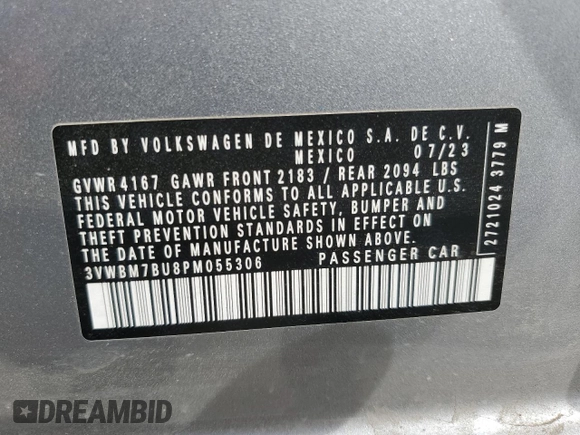 MFD BY VOLKSWAGEN DE MEXICO S.A. DE C.V.
MEXICO 07/23
GVWR 4167 GAWR FRONT 2183 / REAR 2094 LBS
THIS VEHICLE CONFORMS TO ALL APPLICABLE U.S.
FEDERAL MOTOR VEHICLE SAFETY, BUMPER AND
THEFT PREVENTION STANDARDS IN EFFECT ON
THE DATE OF MANUFACTURE SHOWN ABOVE.
3VWBM7BU8PM055306 PASSENGER CAR
2721024 3779 M
DREAMBID